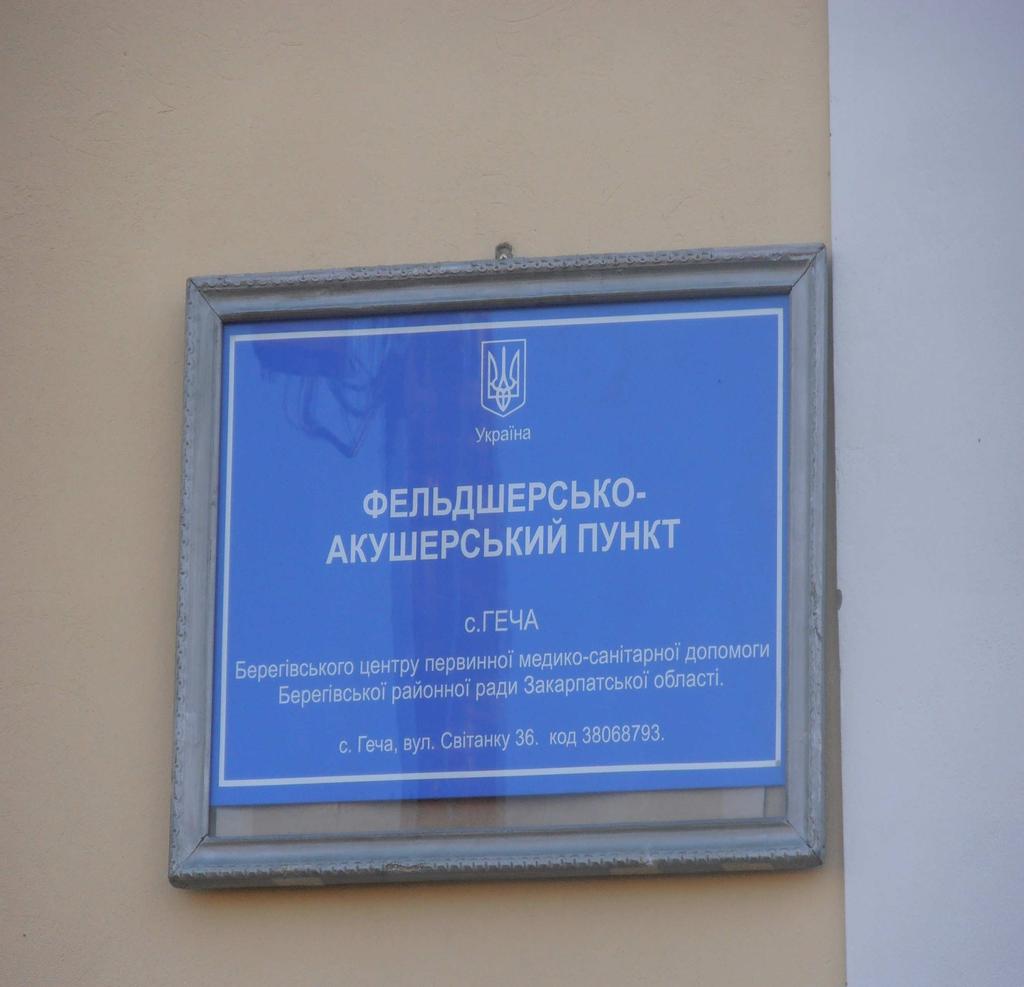 Україна
ФЕЛЬДШЕРСЬКО-
АКУШЕРСЬКИЙ ПУНКТ
с.ГЕЧА
Берегівського центру первинної медико-санітарної допомоги
Берегівської районної ради Закарпатської області.
с. Геча, вул. Світанку 36. код 38068793.